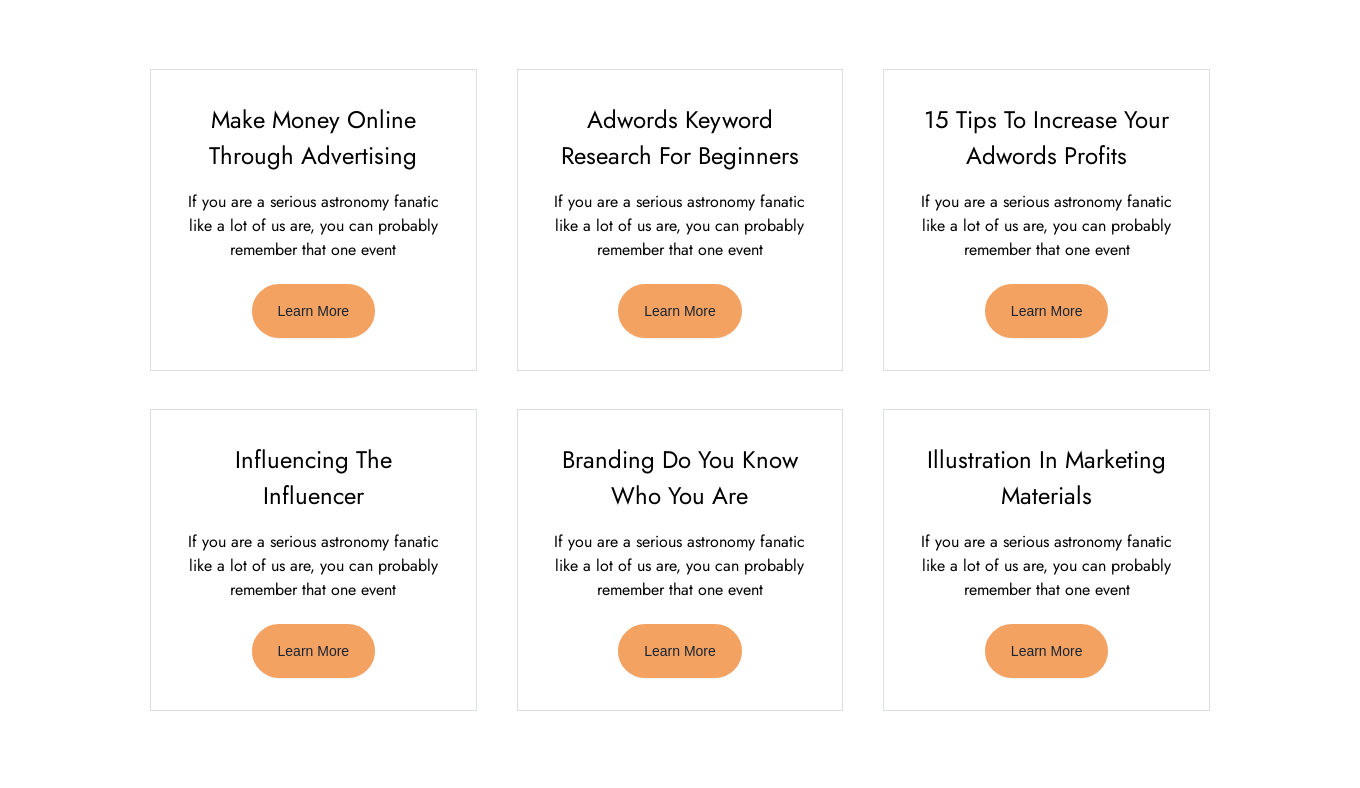 Make Money Online
Through Advertising
If you are a serious astronomy fanatic
like a lot of us are, you can probably
remember that one event
Learn More
Adwords Keyword
Research For Beginners
If you are a serious astronomy fanatic
like a lot of us are, you can probably
remember that one event
Learn More
15 Tips To Increase Your
Adwords Profits
If you are a serious astronomy fanatic
like a lot of us are, you can probably
remember that one event
Learn More
Influencing The
Influencer
If you are a serious astronomy fanatic
like a lot of us are, you can probably
remember that one event
Learn More
Branding Do You Know
Who You Are
If you are a serious astronomy fanatic
like a lot of us are, you can probably
remember that one event
Learn More
Illustration In Marketing
Materials
If you are a serious astronomy fanatic
like a lot of us are, you can probably
remember that one event
Learn More